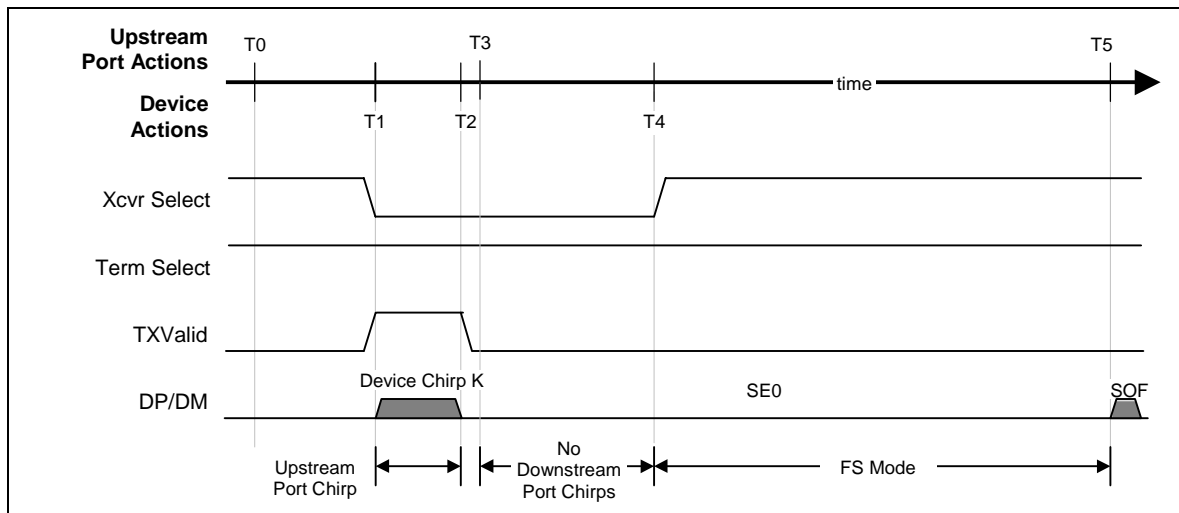 Upstream
Port Actions
T0
T3
T5
time
Device
Actions
T1
T2
T4
Xcvr Select
Term Select
TXValid
Device Chirp K
DP/DM
SE0
SOF
Upstream
Port Chirp
No
Downstream
Port Chirps
FS Mode